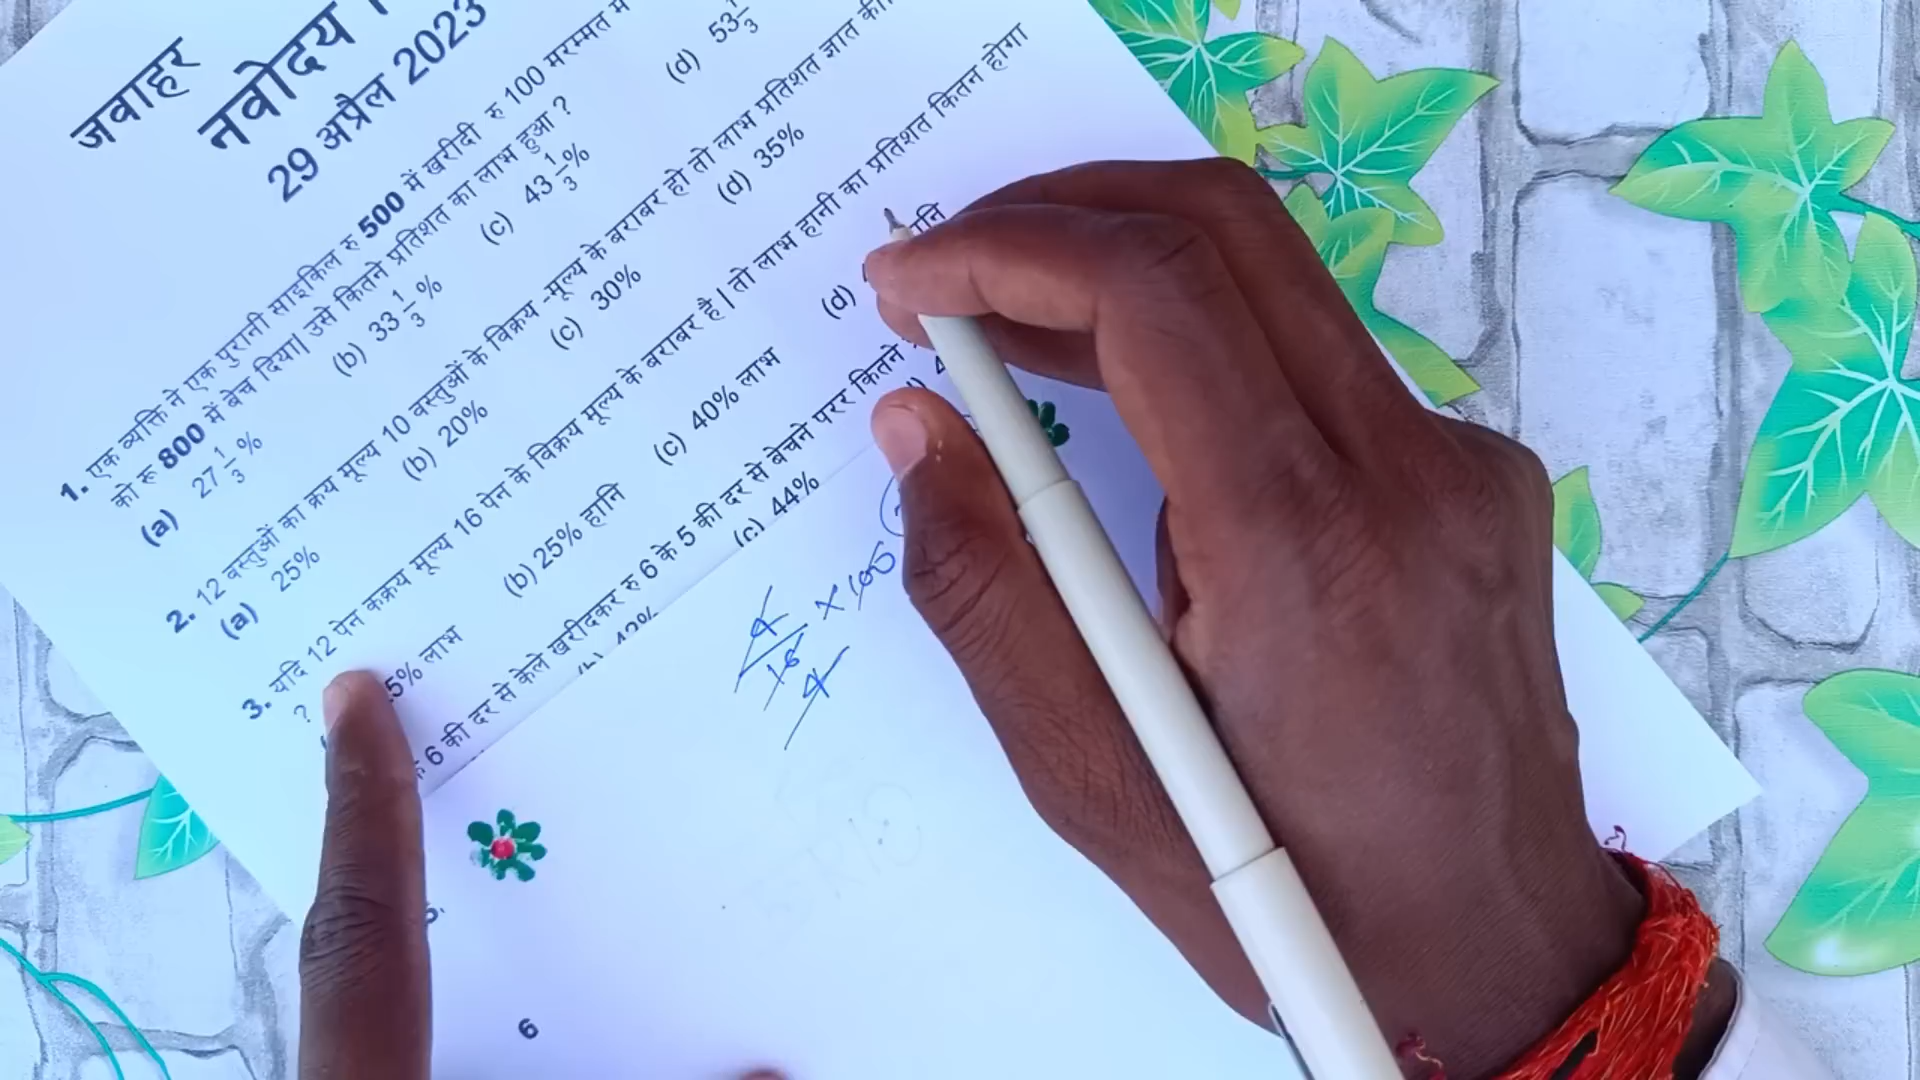 जवाहर
नवोदय
29 अप्रैल 2023
1. एक व्यक्ति ने एक पुरानी साइकिल रु 500 में खरीदी रु 100 मरम्मत में
को रू 800 में बेच दिया| उसे कितने प्रतिशत का लाभ हुआ ?
(a) 27 1/3 % (b) 33 1/3 % (c) 43 1/3 % (d) 53 1/3
2. 12 वस्तुओं का क्रय मूल्य 10 वस्तुओं के विक्रय -मूल्य के बराबर हो तो लाभ प्रतिशत ज्ञात की
(a) 25% (b) 20% (c) 30% (d) 35%
3. यदि 12 पेन कक्रय मूल्य 16 पेन के विक्रय मूल्य के बराबर है | तो लाभ हानी का प्रतिशत कितन होगा
?
5% लाभ (b) 25% हानि (c) 40% लाभ (d)
6 की दर से केले खरीदकर रु 6 के 5 की दर से बेचने परर कितने
42% (c) 44%
4/16 × 100
4
6